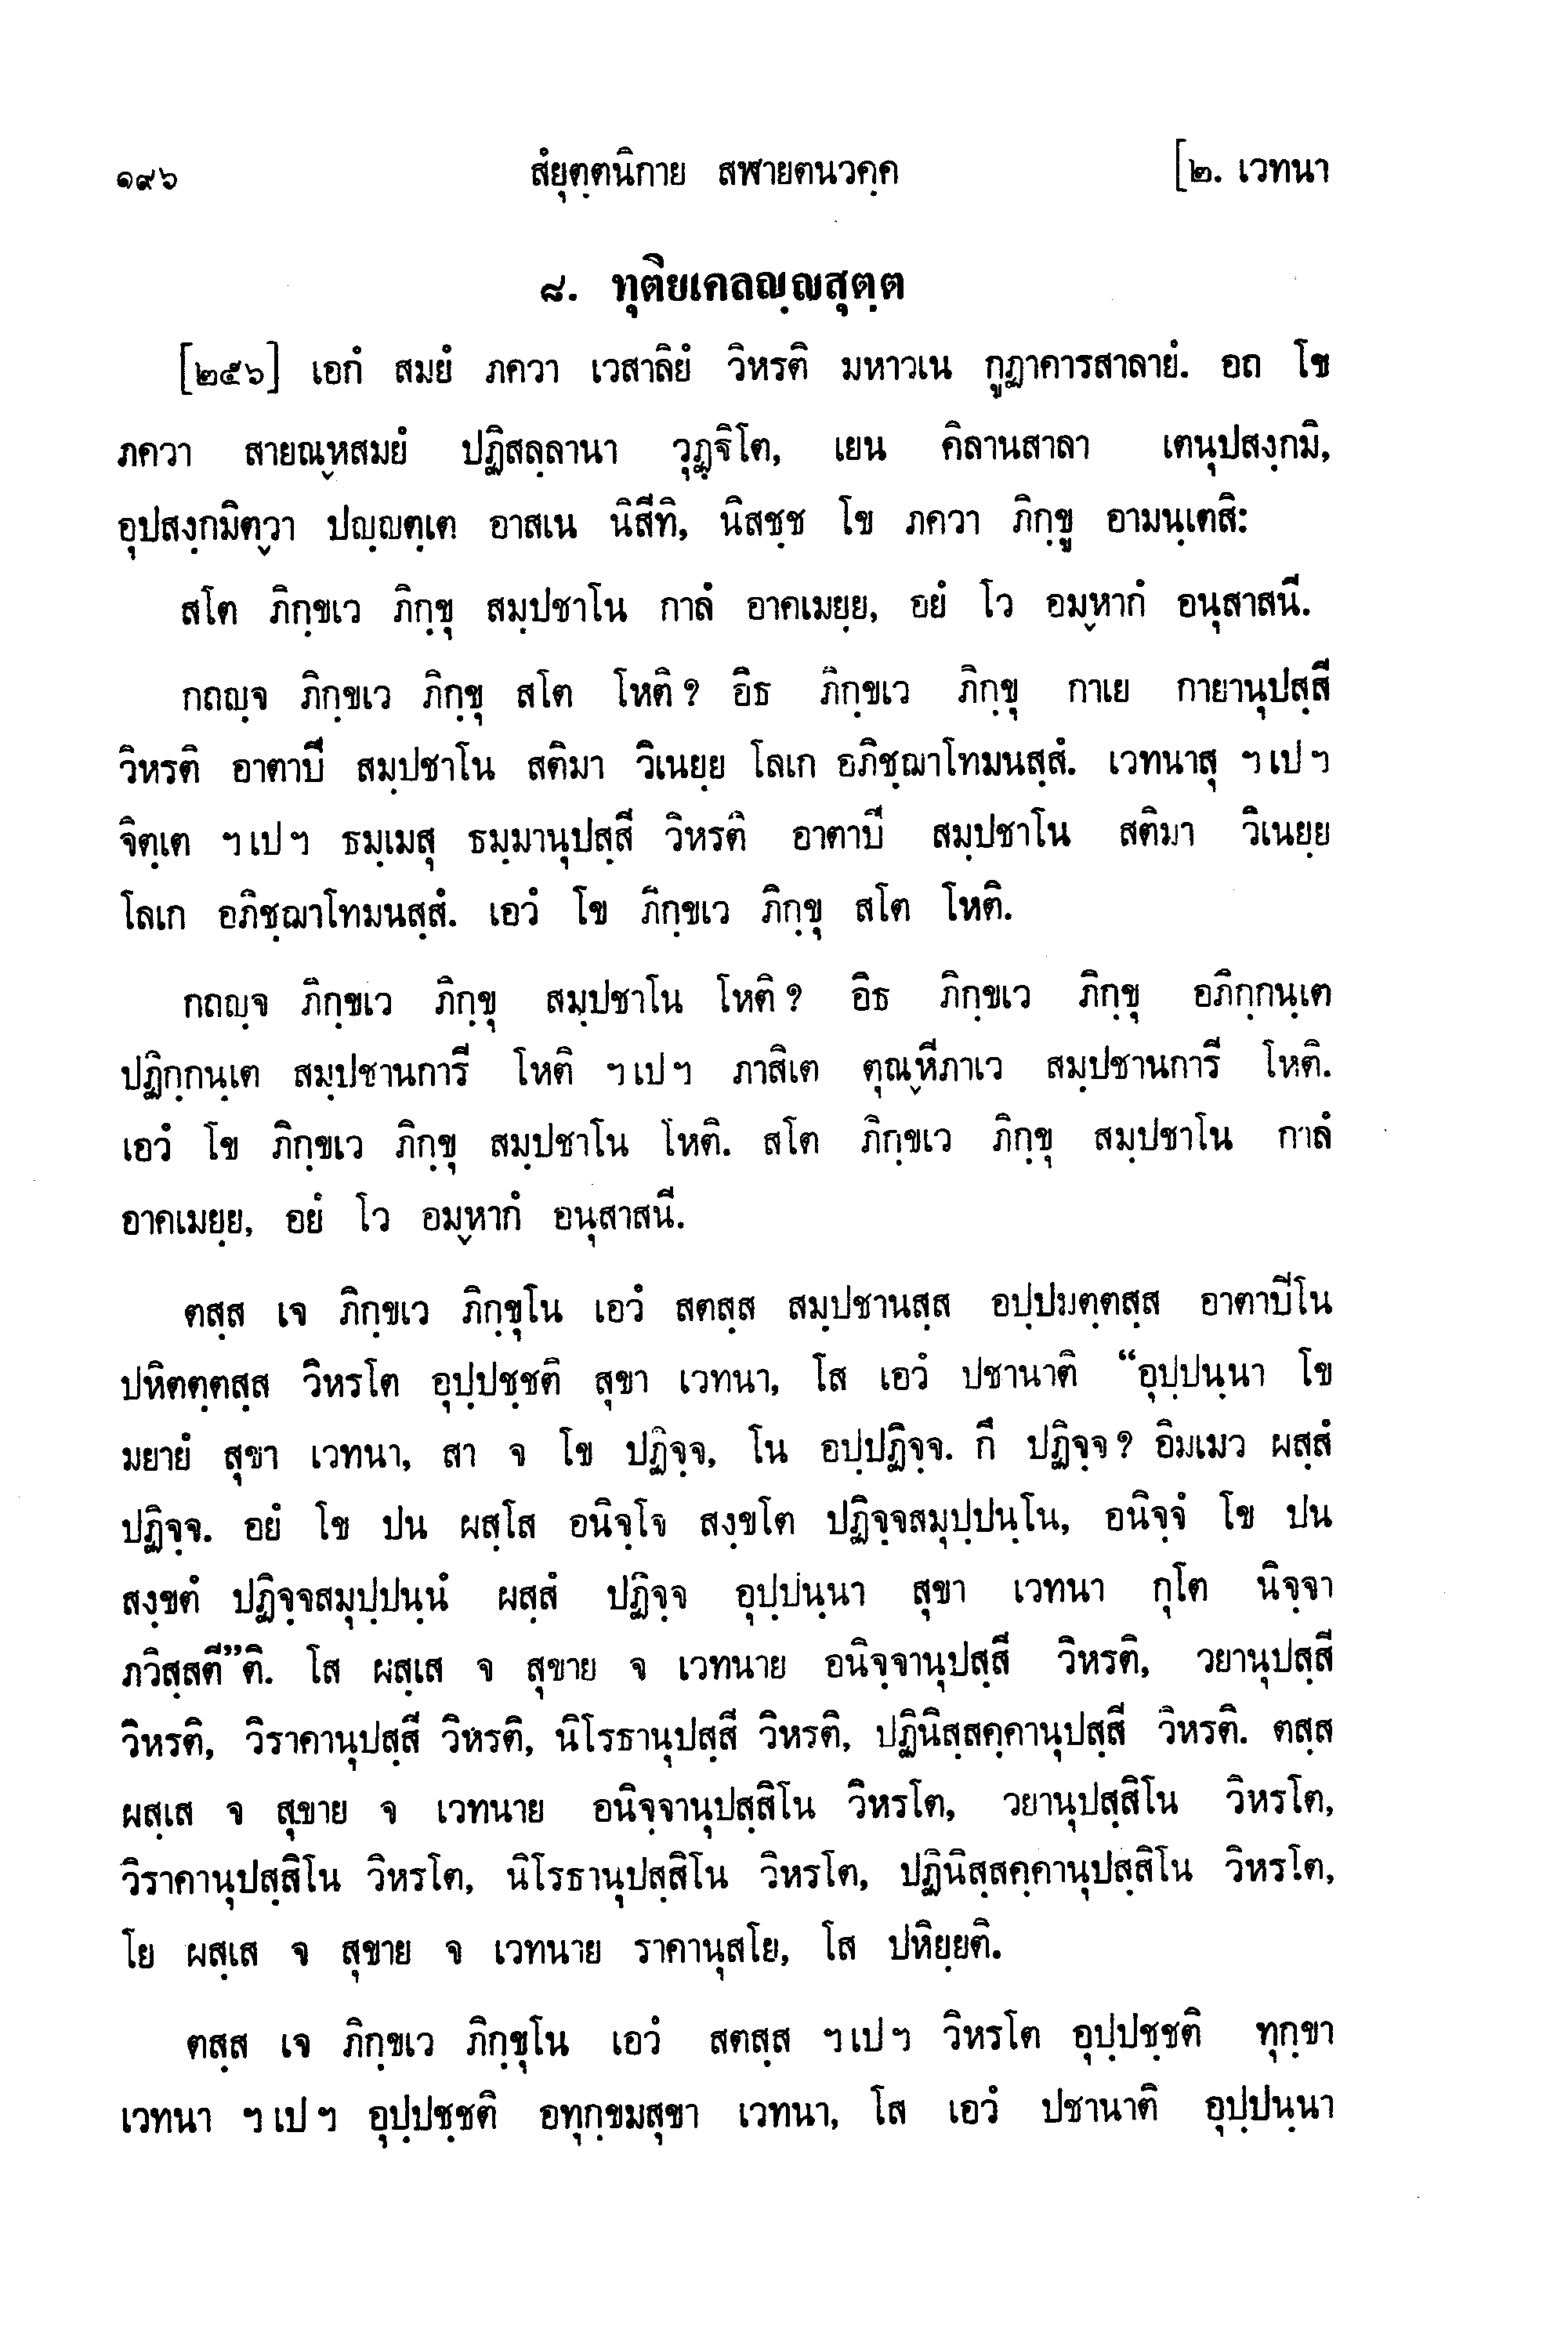 ๑๙๖ สํยุตฺตนิกาย สฬายตนวคฺค [๒. เวทนา
๘. ทุติยเคลญฺญสุตฺต
[๒๕๖] เอกํ สมยํ ภควา เวสาลิยํ วิหรติ มหาวเน กูฏาคารสาลายํ. อถ โข
ภควา สายณฺหสมยํ ปฏิสลฺลานา วุฏฺฐิโต, เยน คิลานสาลา เตนุปสงฺกมิ,
อุปสงฺกมิตฺวา ปญฺญตฺเต อาสเน นิสีทิ, นิสชฺช โข ภควา ภิกฺขู อามนฺเตสิ:
สโต ภิกฺขเว ภิกฺขุ สมฺปชาโน กาลํ อาคเมยฺย, อยํ โว อมฺหากํ อนุสาสนี.
กถญฺจ ภิกฺขเว ภิกฺขุ สโต โหติ ? อิธ ภิกฺขเว ภิกฺขุ กาเย กายานุปสฺสี
วิหรติ อาตาปี สมฺปชาโน สติมา วิเนยฺย โลเก อภิชฺฌาโทมนสฺสํ. เวทนาสุ ฯเปฯ
จิตฺเต ฯเปฯ ธมฺเมสุ ธมฺมานุปสฺสี วิหรติ อาตาปี สมฺปชาโน สติมา วิเนยฺย
โลเก อภิชฺฌาโทมนสฺสํ. เอวํ โข ภิกฺขเว ภิกฺขุ สโต โหติ.
กถญฺจ ภิกฺขเว ภิกฺขุ สมฺปชาโน โหติ ? อิธ ภิกฺขเว ภิกฺขุ อภิกฺกนฺเต
ปฏิกฺกนฺเต สมฺปชานการี โหติ ฯเปฯ ภาสิเต ตุณฺหีภาเว สมฺปชานการี โหติ.
เอวํ โข ภิกฺขเว ภิกฺขุ สมฺปชาโน โหติ. สโต ภิกฺขเว ภิกฺขุ สมฺปชาโน กาลํ
อาคเมยฺย, อยํ โว อมฺหากํ อนุสาสนี.
ตสฺส เจ ภิกฺขเว ภิกฺขุโน เอวํ สตสฺส สมฺปชานสฺส อปฺปมตฺตสฺส อาตาปิโน
ปหิตตฺตสฺส วิหรโต อุปฺปชฺชติ สุขา เวทนา, โส เอวํ ปชานาติ “อุปฺปนฺนา โข
มยายํ สุขา เวทนา, สา จ โข ปฏิจฺจ, โน อปฺปฏิจฺจ. กึ ปฏิจฺจ ? อิมเมว ผสฺสํ
ปฏิจฺจ. อยํ โข ปน ผสฺโส อนิจฺโจ สงฺขโต ปฏิจฺจสมุปฺปนฺโน, อนิจฺจํ โข ปน
สงฺขตํ ปฏิจฺจสมุปฺปนฺนํ ผสฺสํ ปฏิจฺจ อุปฺปนฺนา สุขา เวทนา กุโต นิจฺจา
ภวิสฺสตี”ติ. โส ผสฺเส จ สุขาย จ เวทนาย อนิจฺจานุปสฺสี วิหรติ, วยานุปสฺสี
วิหรติ, วิราคานุปสฺสี วิหรติ, นิโรธานุปสฺสี วิหรติ, ปฏินิสฺสคฺคานุปสฺสี วิหรติ. ตสฺส
ผสฺเส จ สุขาย จ เวทนาย อนิจฺจานุปสฺสิโน วิหรโต, วยานุปสฺสิโน วิหรโต,
วิราคานุปสฺสิโน วิหรโต, นิโรธานุปสฺสิโน วิหรโต, ปฏินิสฺสคฺคานุปสฺสิโน วิหรโต,
โย ผสฺเส จ สุขาย จ เวทนาย ราคานุสโย, โส ปหิยฺยติ.
ตสฺส เจ ภิกฺขเว ภิกฺขุโน เอวํ สตสฺส ฯเปฯ วิหรโต อุปฺปชฺชติ ทุกฺขา
เวทนา ฯเปฯ อุปฺปชฺชติ อทุกฺขมสุขา เวทนา, โส เอวํ ปชานาติ อุปฺปนฺนา